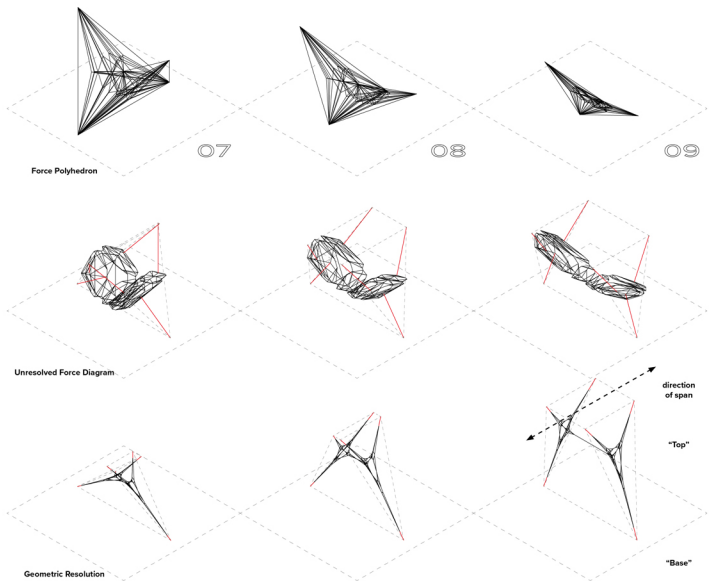 07
08
09
Force Polyhedron
Unresolved Force Diagram
direction
of span
“Top”
Geometric Resolution
“Base”